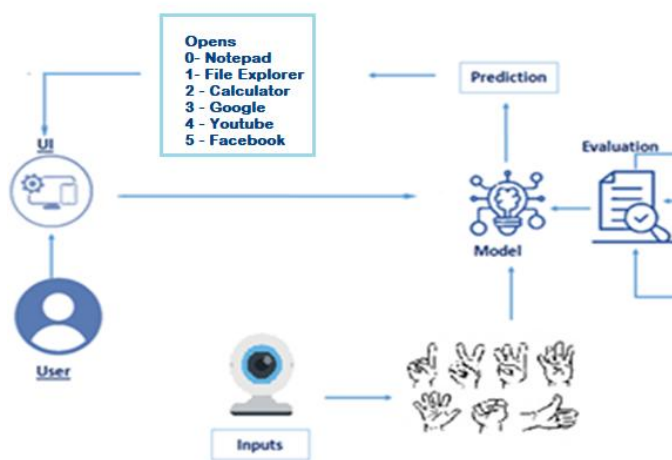 Opens
0- Notepad
1- File Explorer
2 - Calculator
3 - Google
4 - Youtube
5 - Facebook
Prediction
UI
Evaluation
Model
User
Inputs